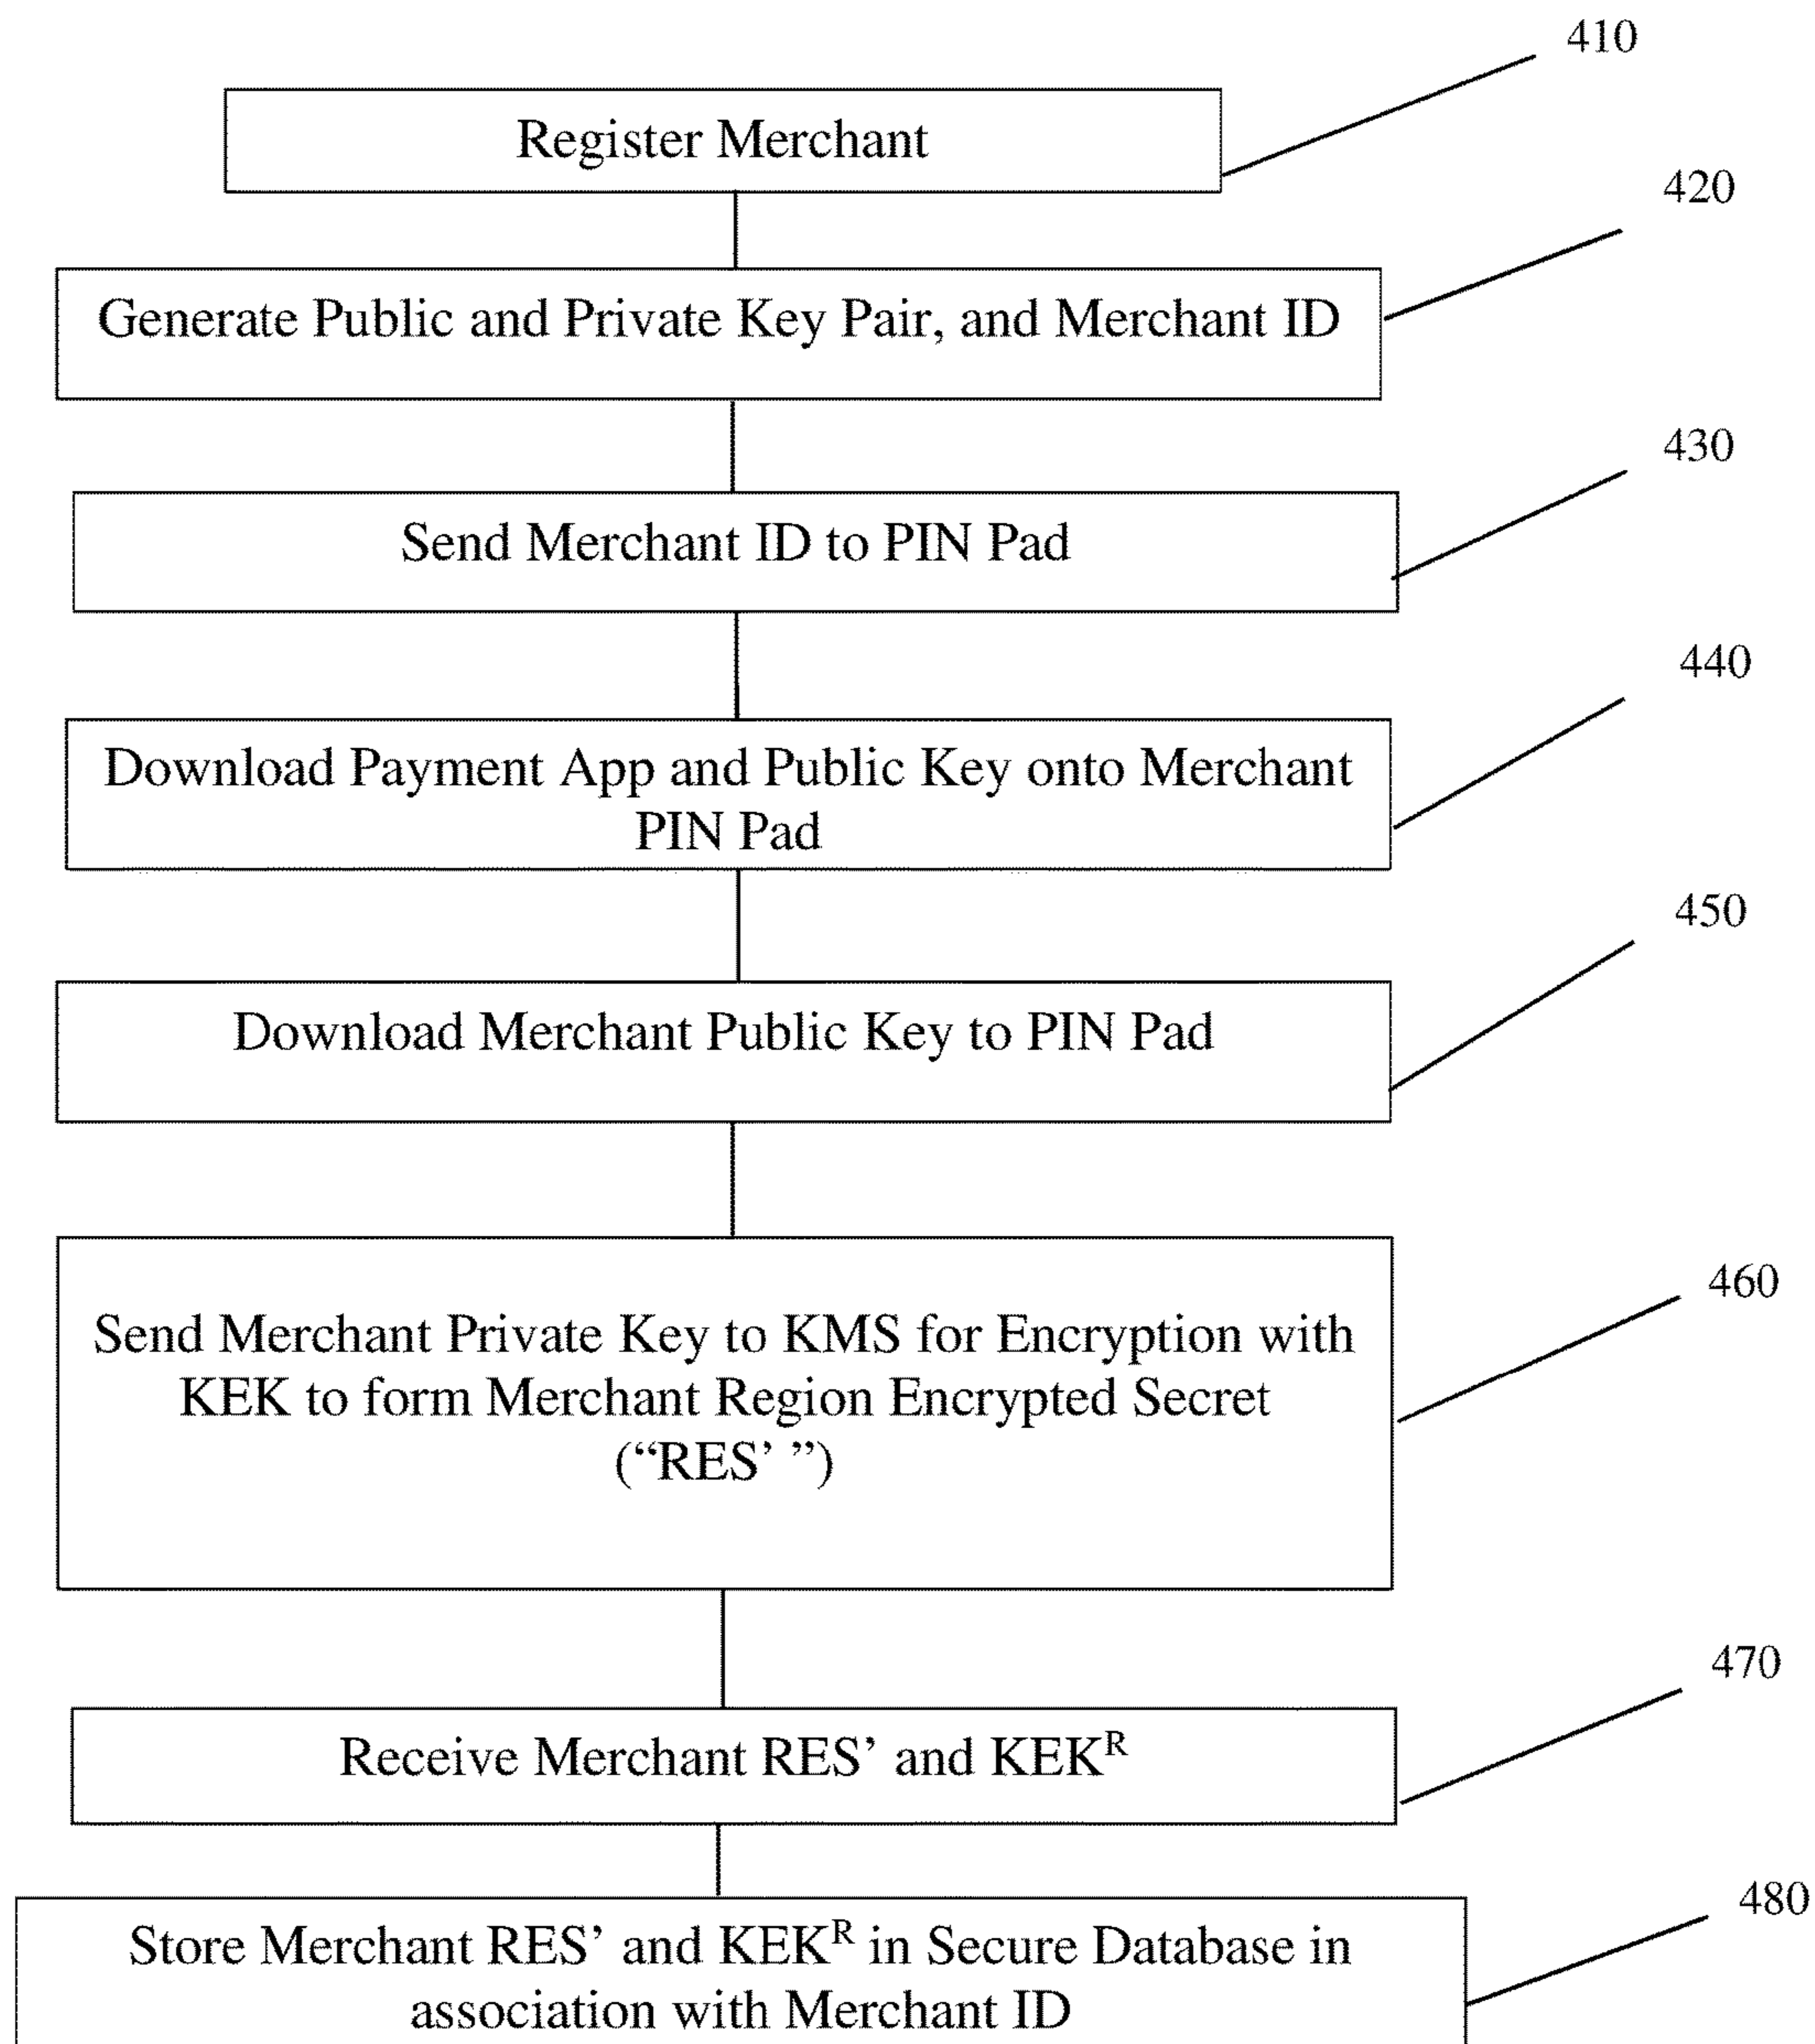 410
Register Merchant
420
Generate Public and Private Key Pair, and Merchant ID
430
Send Merchant ID to PIN Pad
440
Download Payment App and Public Key onto Merchant
PIN Pad
450
Download Merchant Public Key to PIN Pad
460
Send Merchant Private Key to KMS for Encryption with
KEK to form Merchant Region Encrypted Secret
(“RES’ ”)
470
Receive Merchant RES’ and KEKᴿ
480
Store Merchant RES’ and KEKᴿ in Secure Database in
association with Merchant ID